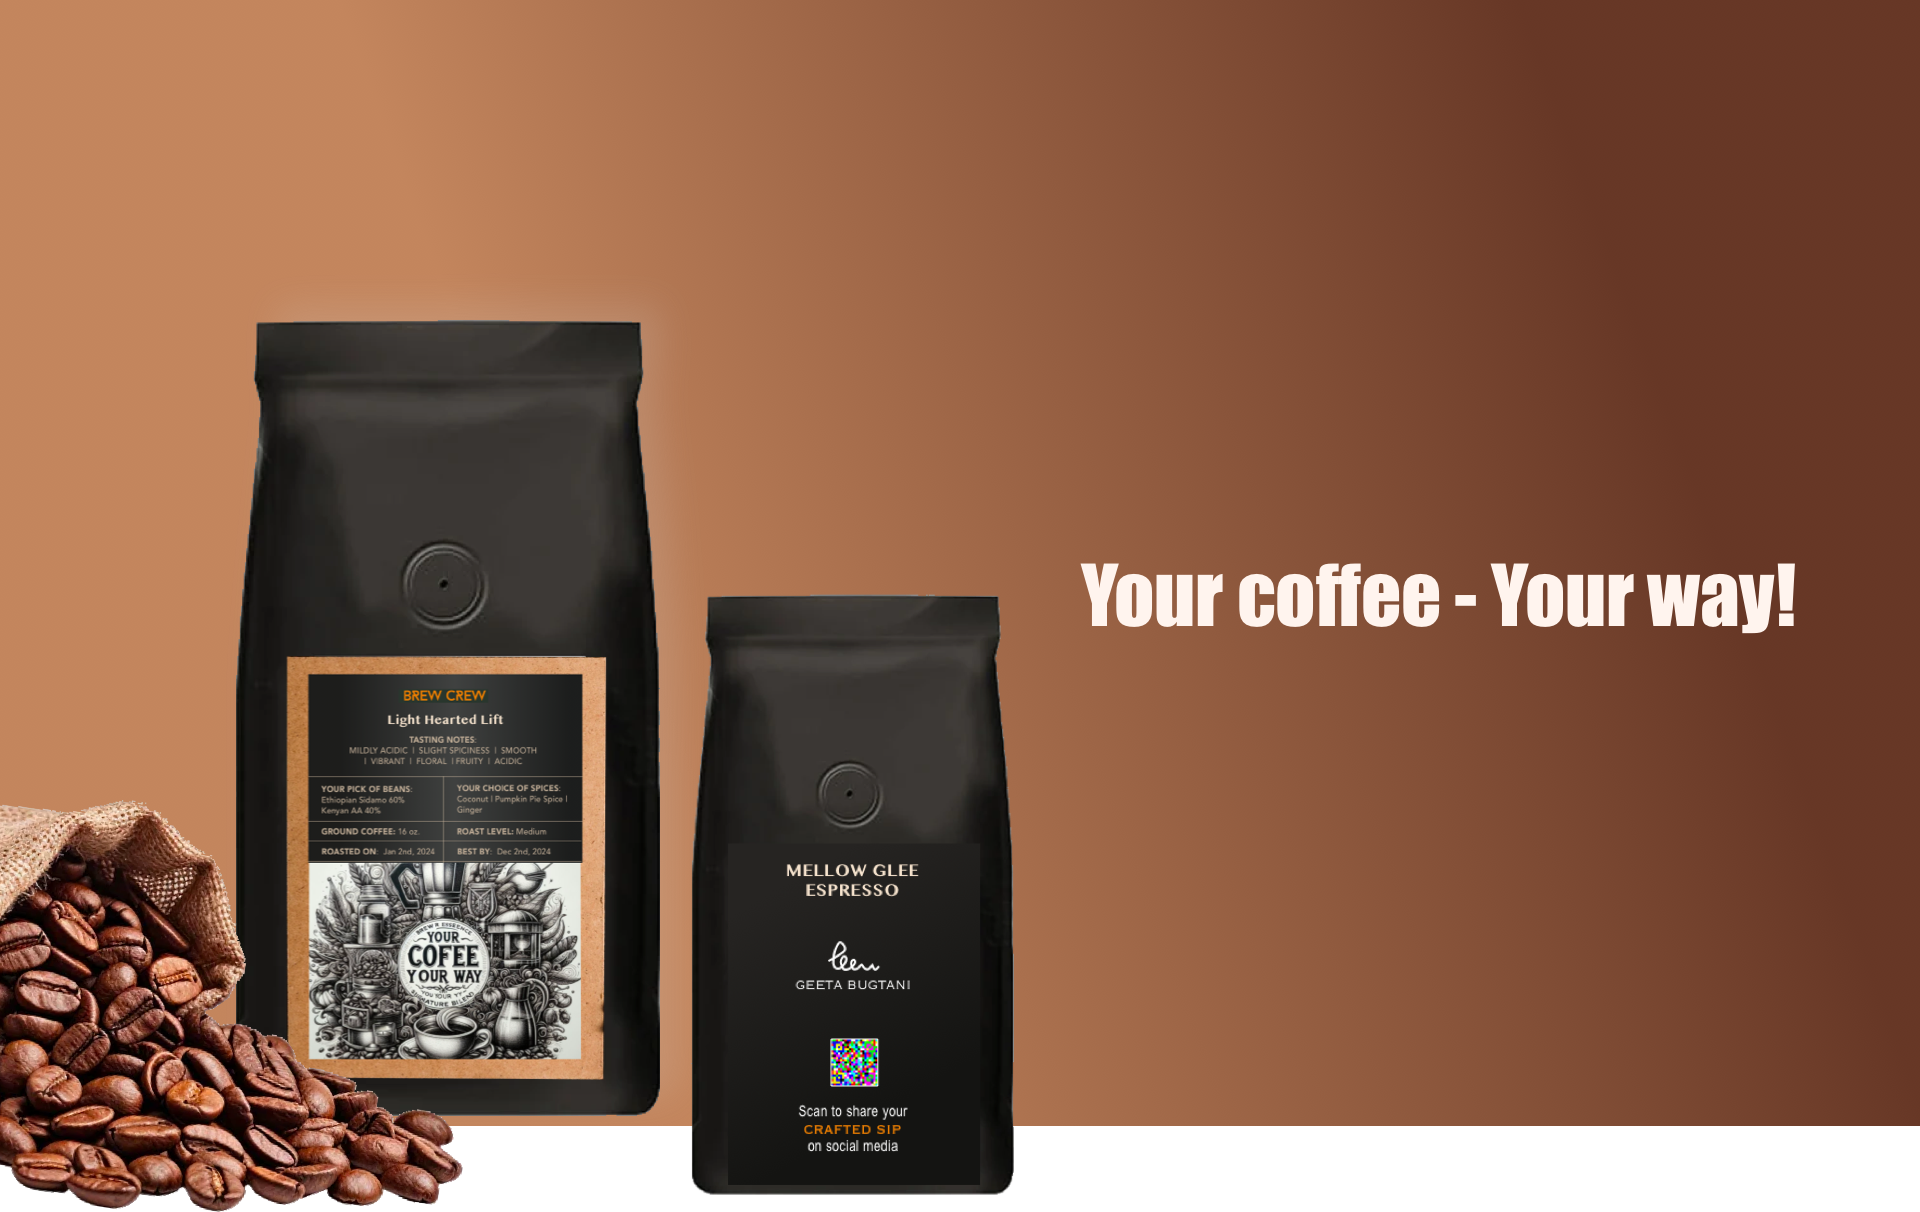 Your coffee - Your way!
BREW CREW
Light Hearted Lift
TASTING NOTES:
MILDLY ACIDIC | SLIGHT SPICINESS | SMOOTH
| VIBRANT | FLORAL | FRUITY | ACIDIC
YOUR PICK OF BEANS:
Ethiopian Sidamo 60%
Kenyan AA 40%
YOUR CHOICE OF SPICES:
Coconut | Pumpkin Pie Spice |
Ginger
GROUND COFFEE: 16 oz.
ROAST LEVEL: Medium
ROASTED ON: Jan 2nd, 2024
BEST BY: Dec 2nd, 2024
YOUR
COFEE
YOUR WAY
MELLOW GLEE
ESPRESSO
GEETA BUGTANI
Scan to share your
CRAFTED SIP
on social media